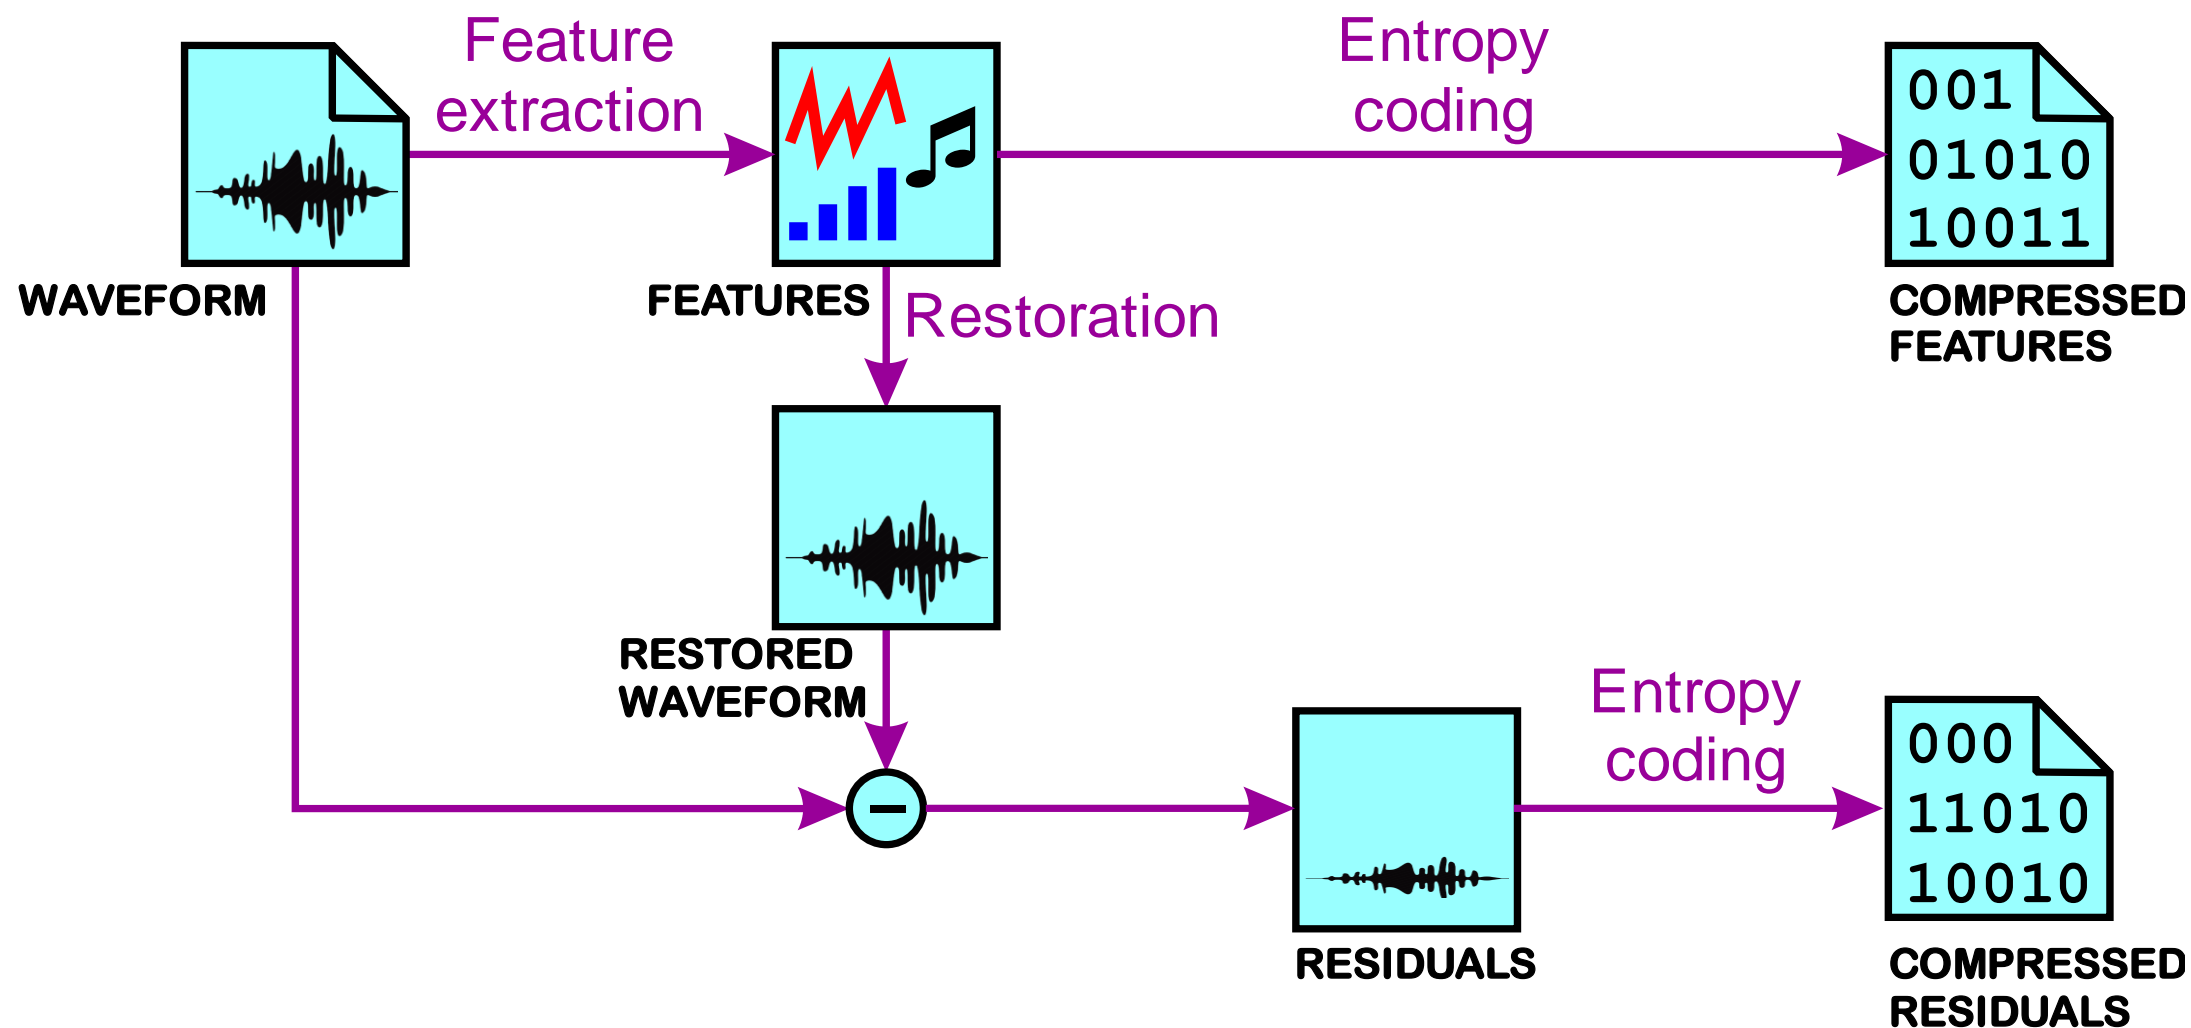 Feature
extraction
Entropy
coding
001
01010
10011
WAVEFORM
FEATURES
Restoration
COMPRESSED
FEATURES
RESTORED
WAVEFORM
Entropy
coding
000
11010
10010
RESIDUALS
COMPRESSED
RESIDUALS